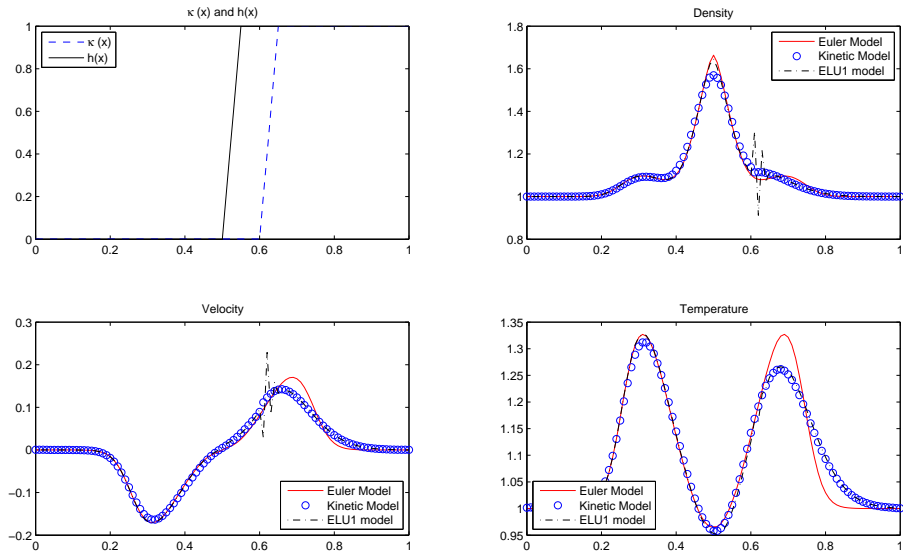 κ (x) and h(x)
1
0.8
0.6
0.4
0.2
0
0 0.2 0.4 0.6 0.8 1
κ (x)
h(x)
Density
1.8
1.6
1.4
1.2
1
0.8
0 0.2 0.4 0.6 0.8 1
Euler Model
Kinetic Model
ELU1 model
Velocity
0.3
0.2
0.1
0
−0.1
−0.2
0 0.2 0.4 0.6 0.8 1
Euler Model
Kinetic Model
ELU1 model
Temperature
1.35
1.3
1.25
1.2
1.15
1.1
1.05
1
0.95
0 0.2 0.4 0.6 0.8 1
Euler Model
Kinetic Model
ELU1 model